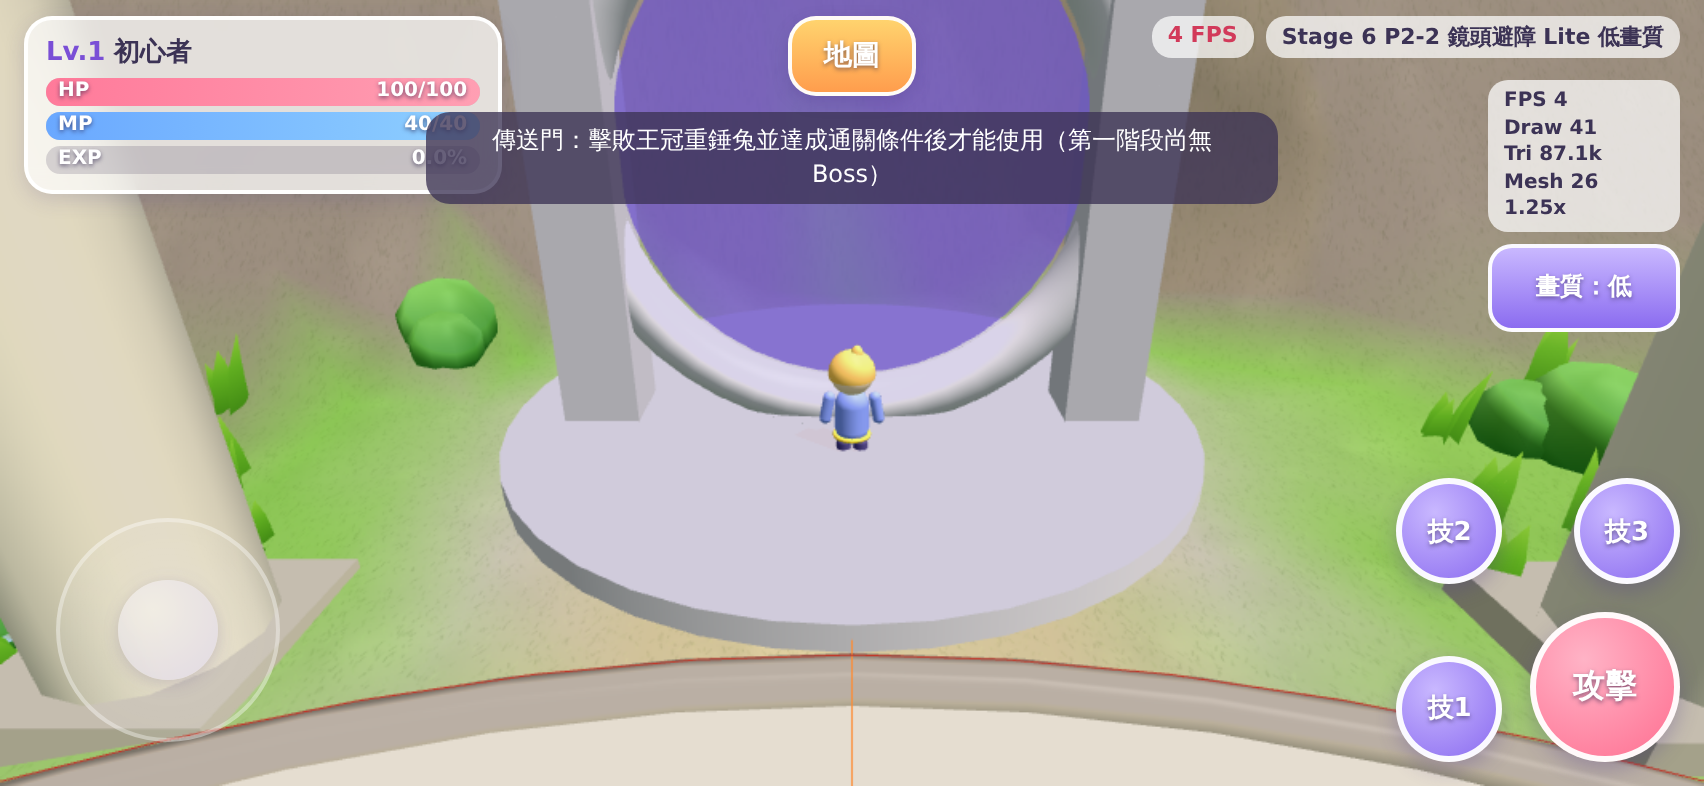 Lv.1 初心者
HP 100/100
MP 40/40
EXP 0.0%
地圖
傳送門：擊敗王冠重錘兔並達成通關條件後才能使用（第一階段尚無
Boss）
4 FPS
Stage 6 P2-2 鏡頭避障 Lite 低畫質
FPS 4
Draw 41
Tri 87.1k
Mesh 26
1.25x
畫質：低
技2
技3
技1
攻擊